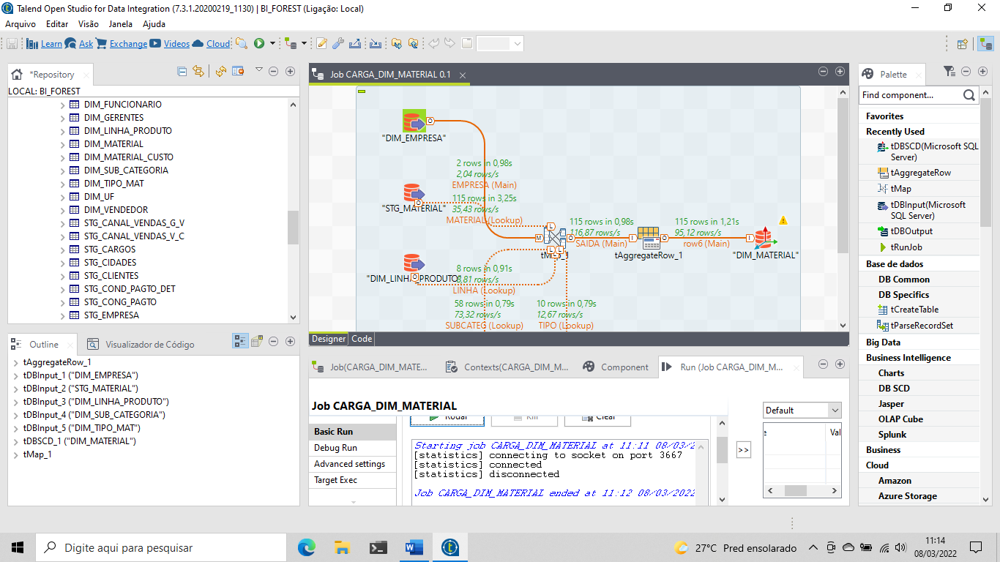 Talend Open Studio for Data Integration (7.3.1.20200219_1130) | BI_FOREST (Ligação: Local)
Arquivo Editar Visão Janela Ajuda
Learn Ask Exchange Videos Cloud
*Repository
LOCAL: BI_FOREST
DIM_FUNCIONARIO
DIM_GERENTES
DIM_LINHA_PRODUTO
DIM_MATERIAL
DIM_MATERIAL_CUSTO
DIM_SUB_CATEGORIA
DIM_TIPO_MAT
DIM_UF
DIM_VENDEDOR
STG_CANAL_VENDAS_G_V
STG_CANAL_VENDAS_V_C
STG_CARGOS
STG_CIDADES
STG_CLIENTES
STG_COND_PAGTO_DET
STG_CONG_PAGTO
STG_EMPRESA
Outline Visualizador de Código
tAggregateRow_1
tDBInput_1 ("DIM_EMPRESA")
tDBInput_2 ("STG_MATERIAL")
tDBInput_3 ("DIM_LINHA_PRODUTO")
tDBInput_4 ("DIM_SUB_CATEGORIA")
tDBInput_5 ("DIM_TIPO_MAT")
tDBSCD_1 ("DIM_MATERIAL")
tMap_1
Job CARGA_DIM_MATERIAL 0.1
"DIM_EMPRESA"
2 rows in 0,98s
2,04 rows/s
EMPRESA (Main)
"STG_MATERIAL"
115 rows in 3,25s
35,43 rows/s
MATERIAL (Lookup)
115 rows in 0,98s
116,87 rows/s
SAIDA (Main)
115 rows in 1,21s
95,12 rows/s
row6 (Main)
tAggregateRow_1
"DIM_MATERIAL"
"DIM_LINHA_PRODUTO"
8 rows in 0,91s
LINHA (Lookup)
58 rows in 0,79s
73,32 rows/s
SUBCATEG (Lookup)
10 rows in 0,79s
12,67 rows/s
TIPO (Lookup)
Designer Code
Job(CARGA_DIM_MATE... Contexts(CARGA_DIM_M... Component Run (Job CARGA_DIM_M...
Job CARGA_DIM_MATERIAL
Basic Run
Debug Run
Advanced settings
Target Exec
Rodar Kill Clear
Starting job CARGA_DIM_MATERIAL at 11:11 08/03/2
[statistics] connecting to socket on port 3667
[statistics] connected
[statistics] disconnected
Job CARGA_DIM_MATERIAL ended at 11:12 08/03/2022
Default
>>
e Val
Palette
Find component...
Favorites
Recently Used
tDBSCD(Microsoft SQL
Server)
tAggregateRow
tMap
tDBInput(Microsoft
SQL Server)
tDBOutput
tRunJob
Base de dados
DB Common
DB Specifics
tCreateTable
tParseRecordSet
Big Data
Business Intelligence
Charts
DB SCD
Jasper
OLAP Cube
Splunk
Business
Cloud
Amazon
Azure Storage
Digite aqui para pesquisar
27°C Pred ensolarado
11:14
08/03/2022